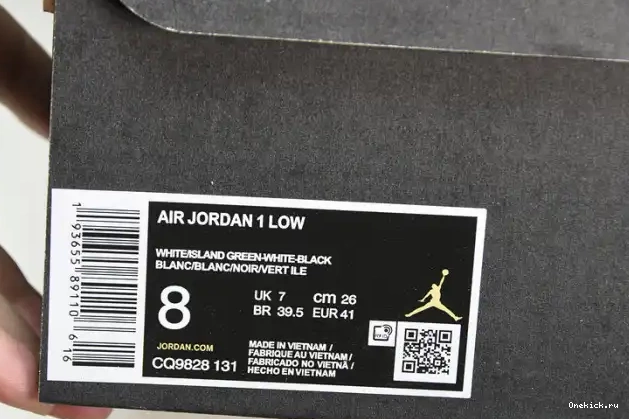 AIR JORDAN 1 LOW
WHITE/ISLAND GREEN-WHITE-BLACK
BLANC/BLANC/NOIR/VERT ILE
8
UK 7 cm 26
BR 39.5 EUR 41
JORDAN.COM
CQ9828 131
MADE IN VIETNAM /
FABRIQUE AU VIETNAM /
FABRICADO NO VIETNÃ /
HECHO EN VIETNAM
1 93655 89110 6 16
Onekick.ru